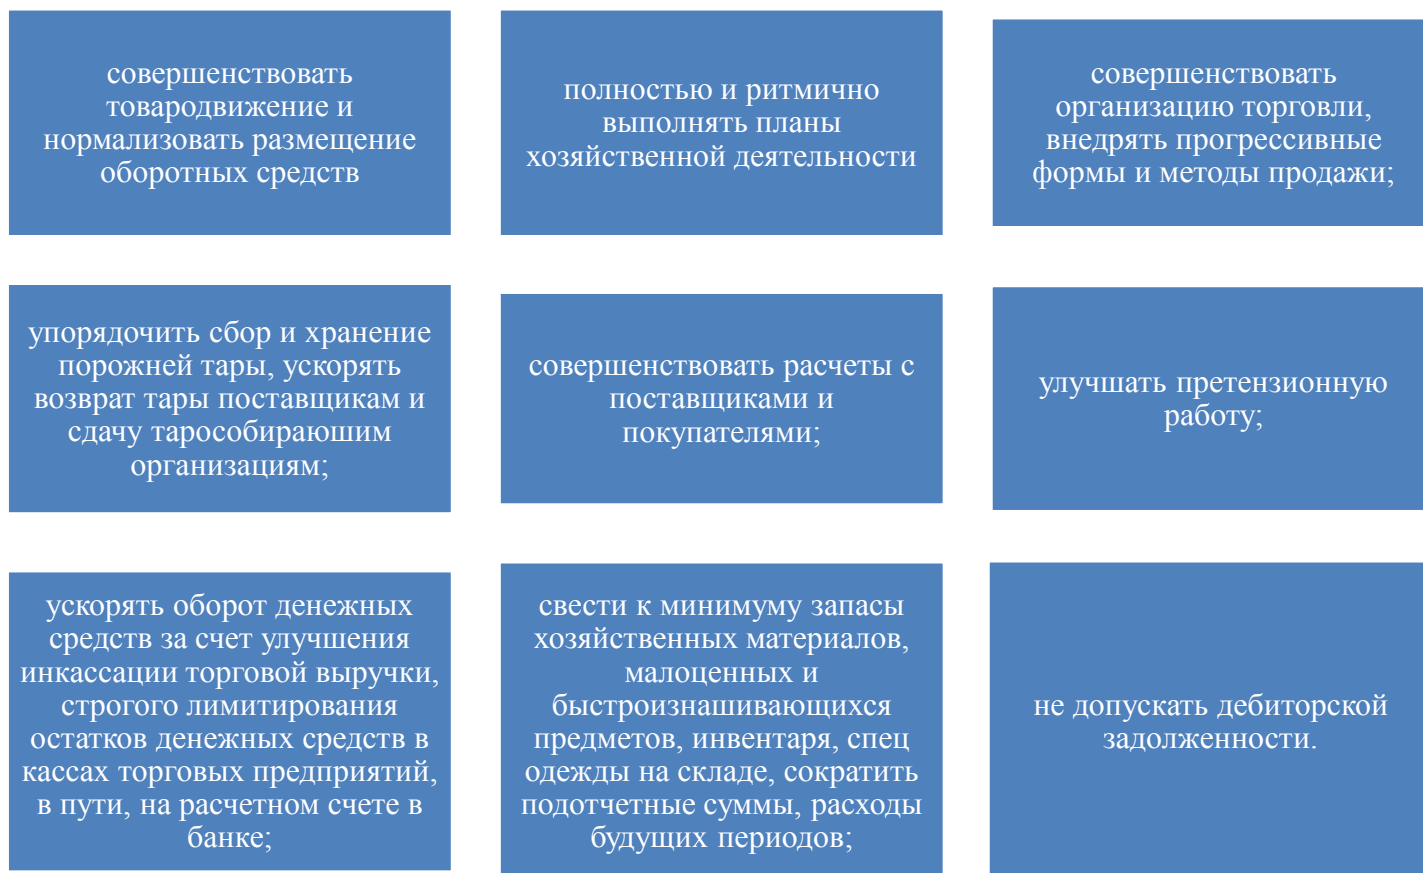 совершенствовать
товародвижение и
нормализовать размещение
оборотных средств
полностью и ритмично
выполнять планы
хозяйственной деятельности
совершенствовать
организацию торговли,
внедрять прогрессивные
формы и методы продажи;
упорядочить сбор и хранение
порожней тары, ускорять
возврат тары поставщикам и
сдачу таросо­бираюшим
организациям;
совершенствовать расчеты с
поставщиками и
покупателями;
улучшать претензионную
работу;
ускорять оборот денежных
средств за счет улучшения
инкассации торговой выручки,
строгого лимитирования
остатков денежных средств в
кассах торговых предприятий,
в пути, на расчетном счете в
банке;
свести к минимуму запасы
хозяйственных материалов,
малоценных и
быстроизнашивающихся
предметов, инвентаря, спец
одежды на складе, сократить
подотчетные суммы, расходы
будущих периодов;
не допускать дебиторской
задолженности.